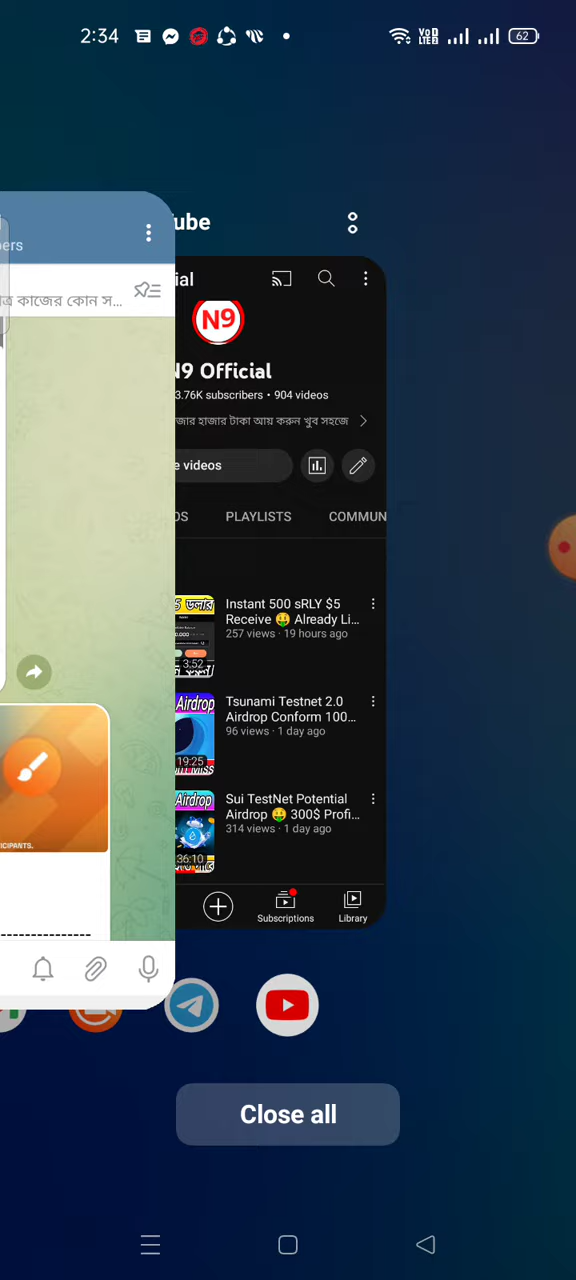 2:34
62
ube
ers
ial
ত্র কাজের কোন স...
N9
N9 Official
3.76K subscribers • 904 videos
জার হাজার টাকা আয় করুন খুব সহজে
e videos
OS PLAYLISTS COMMUN
Instant 500 sRLY $5
Receive 🤑 Already Li...
257 views · 19 hours ago
3:52
Tsunami Testnet 2.0
Airdrop Conform 100...
96 views · 1 day ago
Airdrop
19:25
Sui TestNet Potential
Airdrop 🤑 300$ Profi...
314 views · 1 day ago
Airdrop
36:10
ICIPANTS.
Subscriptions
Library
Close all